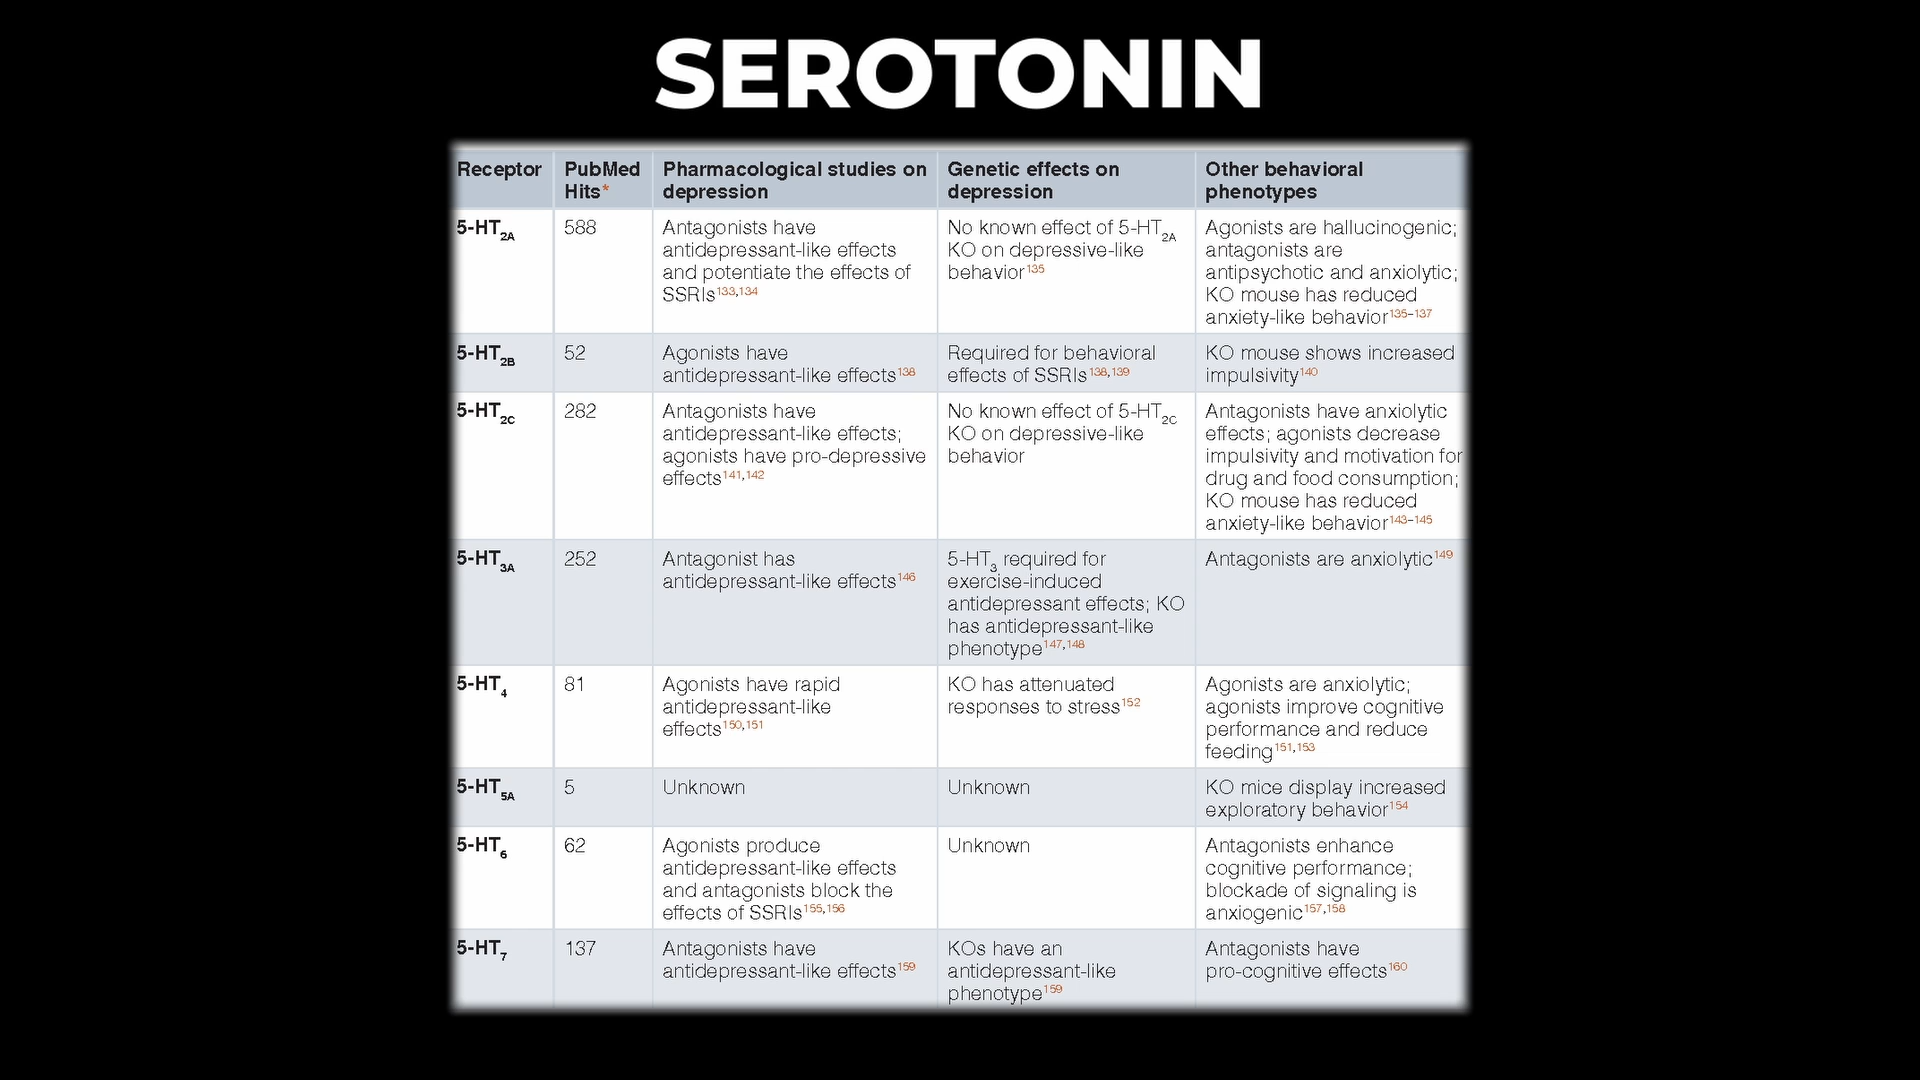 SEROTONIN
Receptor
PubMed
Hits*
Pharmacological studies on
depression
Genetic effects on
depression
Other behavioral
phenotypes
5-HT2A
588
Antagonists have
antidepressant-like effects
and potentiate the effects of
SSRIs133,134
No known effect of 5-HT2A
KO on depressive-like
behavior135
Agonists are hallucinogenic;
antagonists are
antipsychotic and anxiolytic;
KO mouse has reduced
anxiety-like behavior135–137
5-HT2B
52
Agonists have
antidepressant-like effects138
Required for behavioral
effects of SSRIs138,139
KO mouse shows increased
impulsivity140
5-HT2C
282
Antagonists have
antidepressant-like effects;
agonists have pro-depressive
effects141,142
No known effect of 5-HT2C
KO on depressive-like
behavior
Antagonists have anxiolytic
effects; agonists decrease
impulsivity and motivation for
drug and food consumption;
KO mouse has reduced
anxiety-like behavior143–145
5-HT3A
252
Antagonist has
antidepressant-like effects146
5-HT3 required for
exercise-induced
antidepressant effects; KO
has antidepressant-like
phenotype147,148
Antagonists are anxiolytic149
5-HT4
81
Agonists have rapid
antidepressant-like
effects150,151
KO has attenuated
responses to stress152
Agonists are anxiolytic;
agonists improve cognitive
performance and reduce
feeding151,153
5-HT5A
5
Unknown
Unknown
KO mice display increased
exploratory behavior154
5-HT6
62
Agonists produce
antidepressant-like effects
and antagonists block the
effects of SSRIs155,156
Unknown
Antagonists enhance
cognitive performance;
blockade of signaling is
anxiogenic157,158
5-HT7
137
Antagonists have
antidepressant-like effects159
KOs have an
antidepressant-like
phenotype159
Antagonists have
pro-cognitive effects160